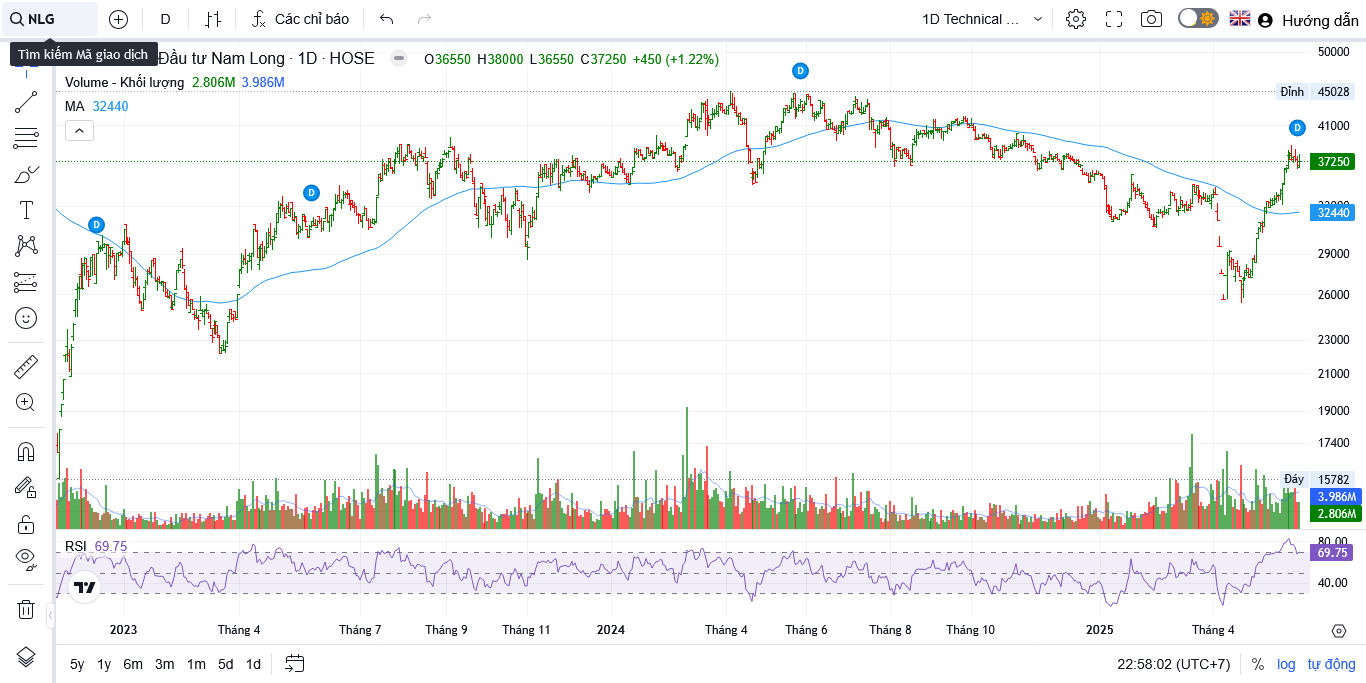 NLG D Các chỉ báo 1D Technical ... Hướng dẫn
Tìm kiếm Mã giao dịch
Đầu tư Nam Long · 1D · HOSE O36550 H38000 L36550 C37250 +450 (+1.22%)
Volume - Khối lượng 2.806M 3.986M
MA 32440
D
D
D
D
50000
Đỉnh 45028
41000
37250
32440
29000
26000
23000
21000
19000
17400
Đáy 15782
3.986M
2.806M
RSI 69.75
80.00
69.75
40.00
2023 Tháng 4 Tháng 7 Tháng 9 Tháng 11 2024 Tháng 4 Tháng 6 Tháng 8 Tháng 10 2025 Tháng 4
5y 1y 6m 3m 1m 5d 1d 22:58:02 (UTC+7) % log tự động